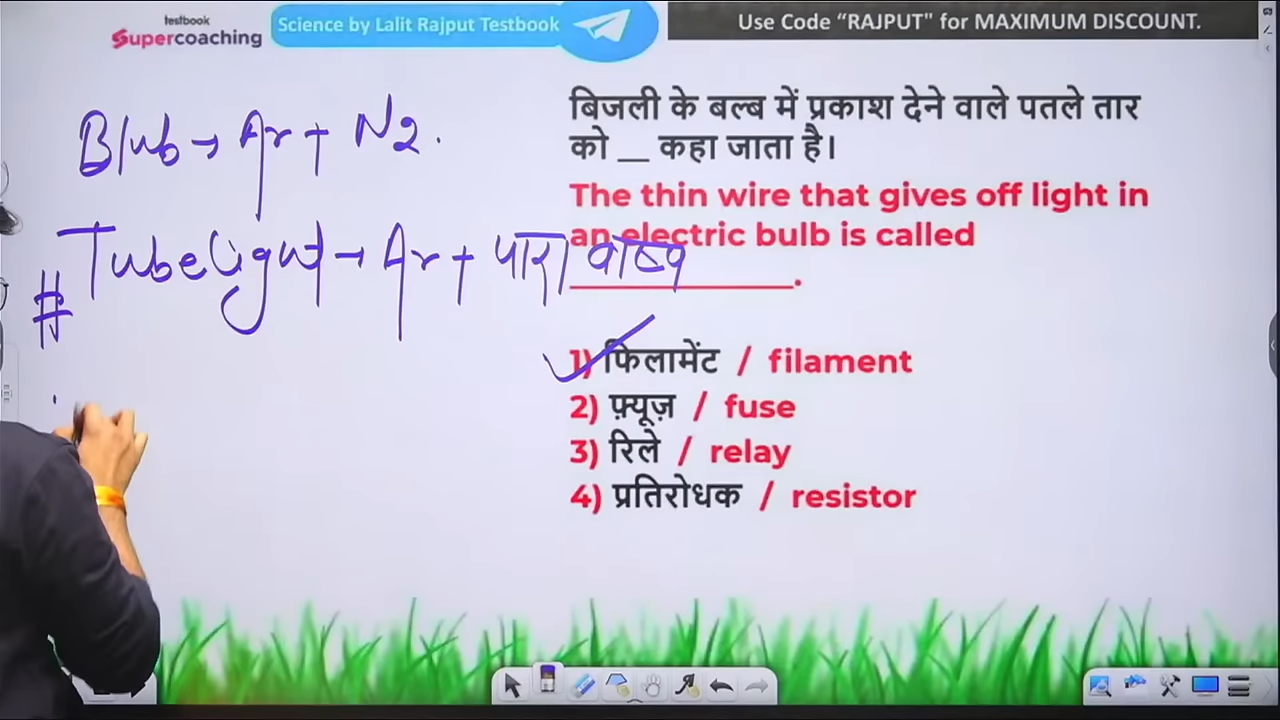 testbook
Supercoaching
Science by Lalit Rajput Testbook
Use Code “RAJPUT" for MAXIMUM DISCOUNT.
Blub → Ar + N2.
# Tubelight → Ar + पारा वाष्प
बिजली के बल्ब में प्रकाश देने वाले पतले तार
को __ कहा जाता है।
The thin wire that gives off light in
an electric bulb is called
____________.
1) फिलामेंट / filament
2) फ़्यूज़ / fuse
3) रिले / relay
4) प्रतिरोधक / resistor